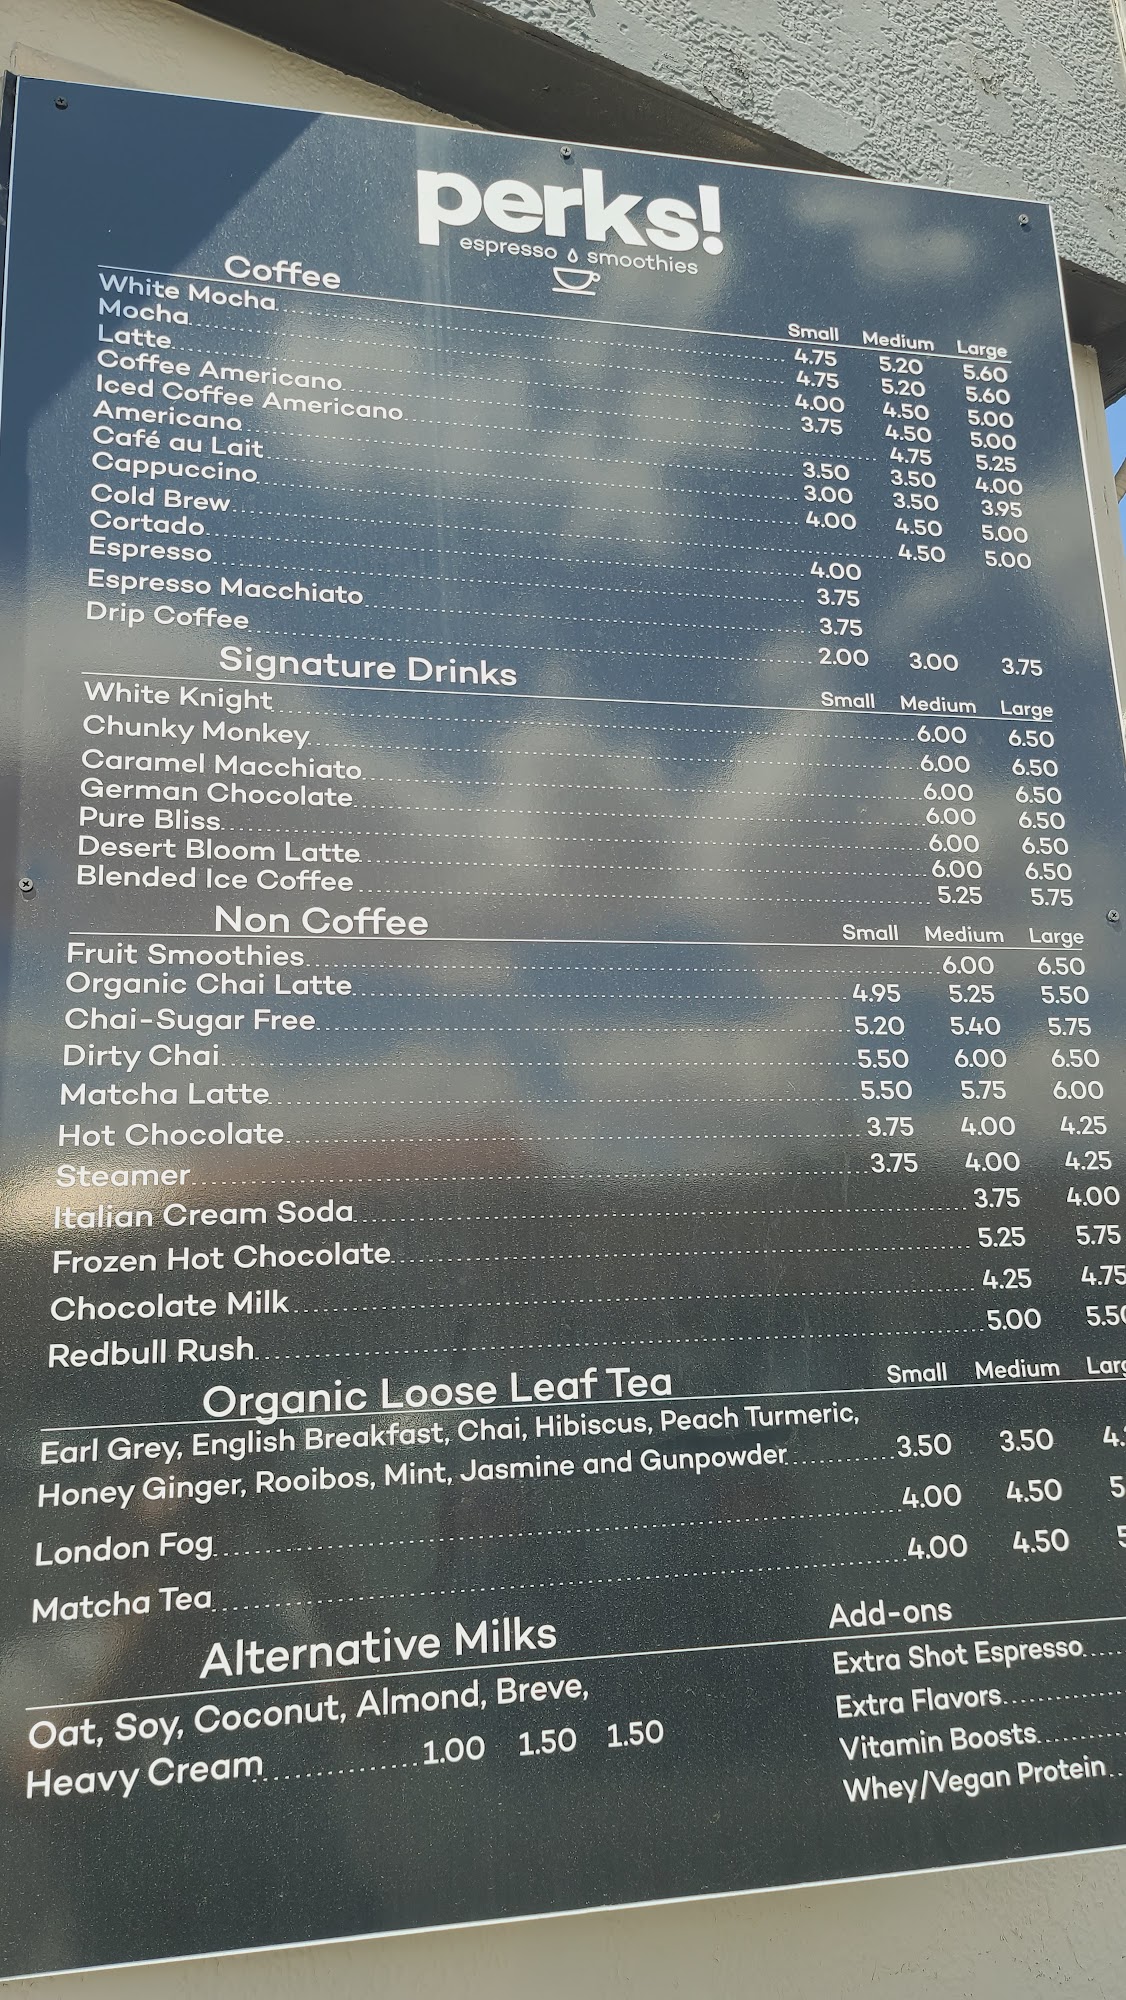 perks!
espresso smoothies
Coffee
Small Medium Large
White Mocha 4.75 5.20 5.60
Mocha 4.75 5.20 5.60
Latte 4.00 4.50 5.00
Coffee Americano 3.75 4.50 5.00
Iced Coffee Americano 4.75 5.25
Americano 3.50 3.50 4.00
Café au Lait 3.00 3.50 3.95
Cappuccino 4.00 4.50 5.00
Cold Brew 4.50 5.00
Cortado 4.00
Espresso 3.75
Espresso Macchiato 3.75
Drip Coffee 2.00 3.00 3.75
Signature Drinks
Small Medium Large
White Knight 6.00 6.50
Chunky Monkey 6.00 6.50
Caramel Macchiato 6.00 6.50
German Chocolate 6.00 6.50
Pure Bliss 6.00 6.50
Desert Bloom Latte 6.00 6.50
Blended Ice Coffee 5.25 5.75
Non Coffee
Small Medium Large
Fruit Smoothies 6.00 6.50
Organic Chai Latte 4.95 5.25 5.50
Chai-Sugar Free 5.20 5.40 5.75
Dirty Chai 5.50 6.00 6.50
Matcha Latte 5.50 5.75 6.00
Hot Chocolate 3.75 4.00 4.25
Steamer 3.75 4.00 4.25
Italian Cream Soda 3.75 4.00
Frozen Hot Chocolate 5.25 5.75
Chocolate Milk 4.25 4.75
Redbull Rush 5.00
Organic Loose Leaf Tea
Small Medium
Earl Grey, English Breakfast, Chai, Hibiscus, Peach Turmeric,
Honey Ginger, Rooibos, Mint, Jasmine and Gunpowder 3.50 3.50
London Fog 4.00 4.50
Matcha Tea 4.00 4.50
Alternative Milks
Oat, Soy, Coconut, Almond, Breve,
Heavy Cream 1.00 1.50 1.50
Add-ons
Extra Shot Espresso
Extra Flavors
Vitamin Boosts
Whey/Vegan Protein